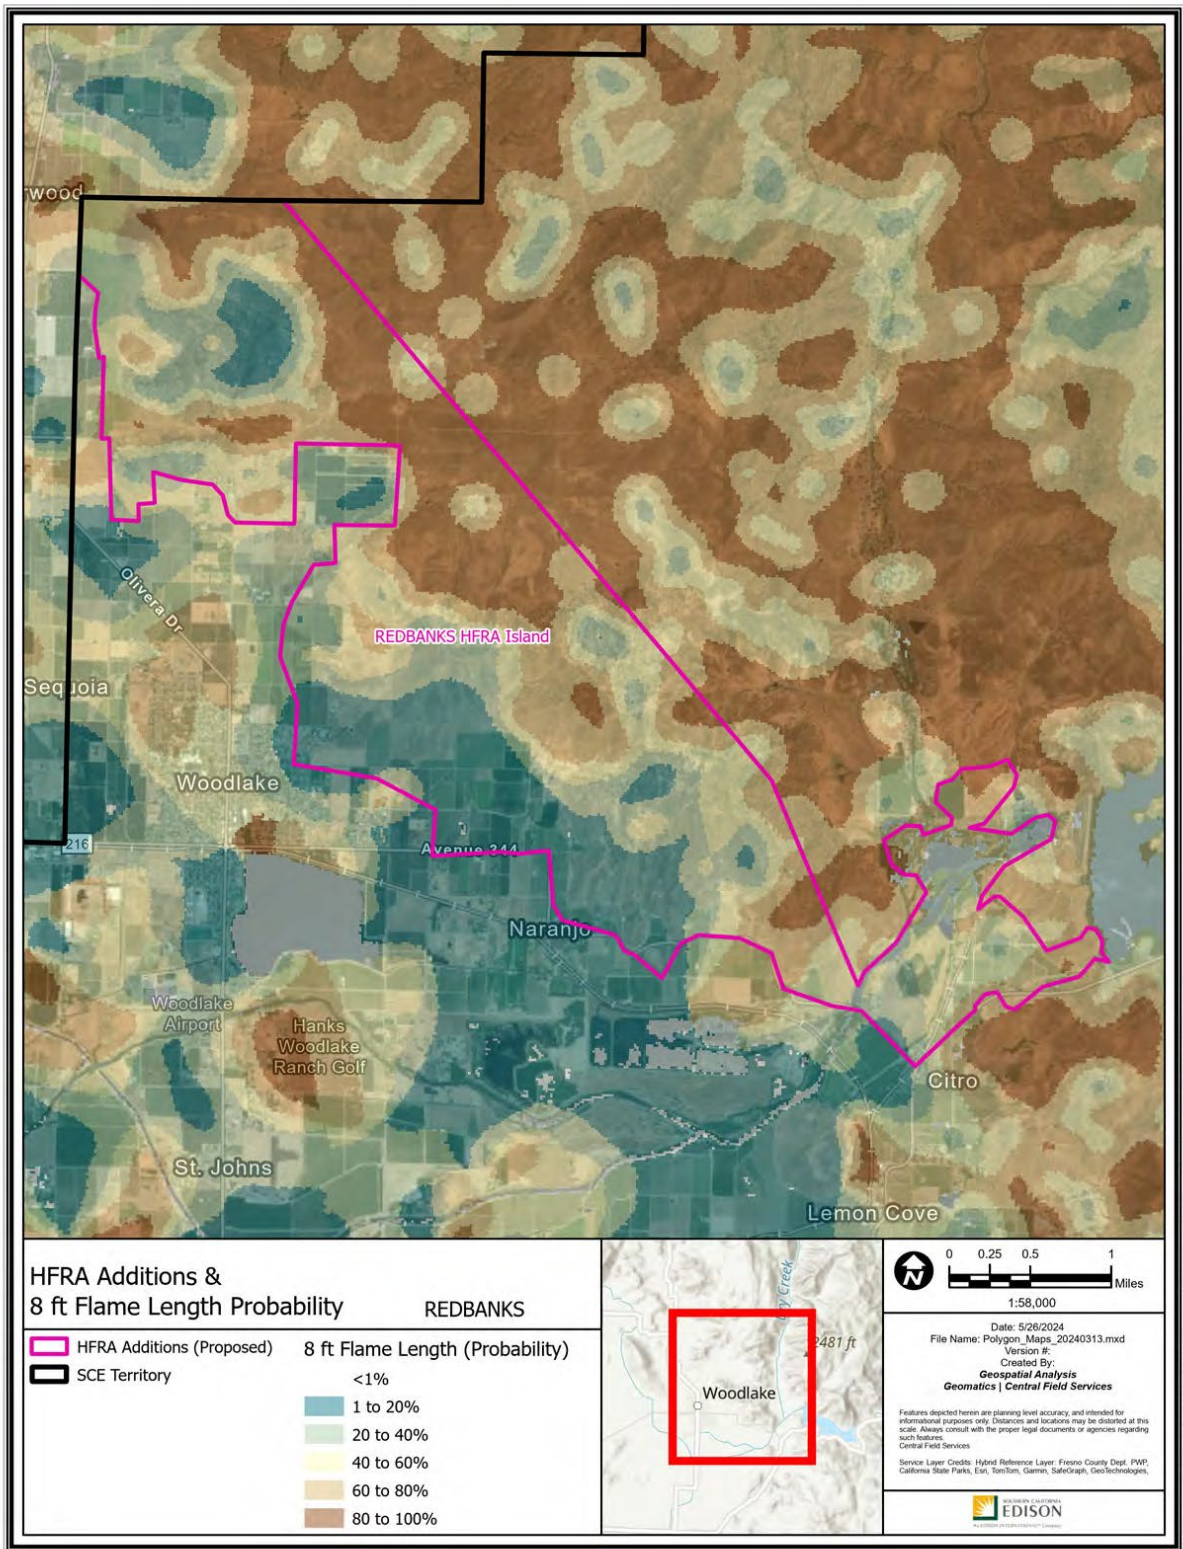 wood
Olivera Dr
REDBANKS HFRA Island
Sequoia
Woodlake
216
Avenue 344
Naranjo
Woodlake
Airport
Hanks
Woodlake
Ranch Golf
Citro
St. Johns
Lemon Cove
HFRA Additions &
8 ft Flame Length Probability
REDBANKS
HFRA Additions (Proposed)
SCE Territory
8 ft Flame Length (Probability)
<1%
1 to 20%
20 to 40%
40 to 60%
60 to 80%
80 to 100%
Dry Creek
2481 ft
Woodlake
N
0 0.25 0.5 1
Miles
1:58,000
Date: 5/26/2024
File Name: Polygon_Maps_20240313.mxd
Version #:
Created By:
Geospatial Analysis
Geomatics | Central Field Services
Features depicted herein are planning level accuracy, and intended for
informational purposes only. Distances and locations may be distorted at this
scale. Always consult with the proper legal documents or agencies regarding
such features.
Central Field Services
Service Layer Credits: Hybrid Reference Layer: Fresno County Dept. PWP,
California State Parks, Esri, TomTom, Garmin, SafeGraph, GeoTechnologies,
SOUTHERN CALIFORNIA
EDISON
An EDISON INTERNATIONAL® Company